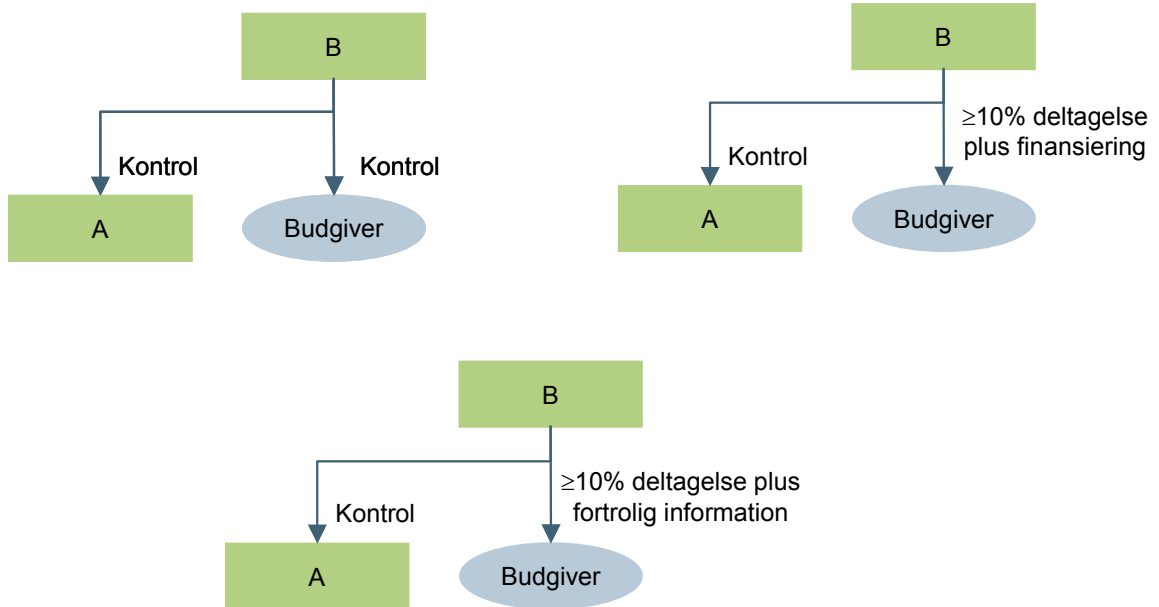 B
Kontrol
Kontrol
A
Budgiver
B
≥10% deltagelse
plus finansiering
Kontrol
A
Budgiver
B
≥10% deltagelse plus
fortrolig information
Kontrol
A
Budgiver